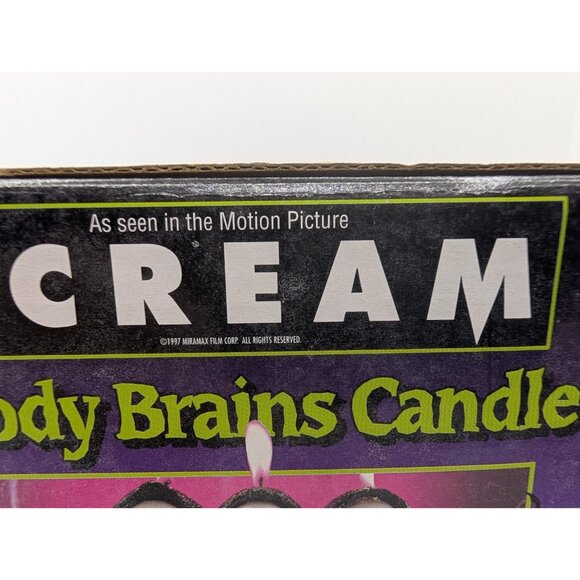 As seen in the Motion Picture
CREAM
©1997 MIRAMAX FILM CORP. ALL RIGHTS RESERVED.
ody Brains Candle